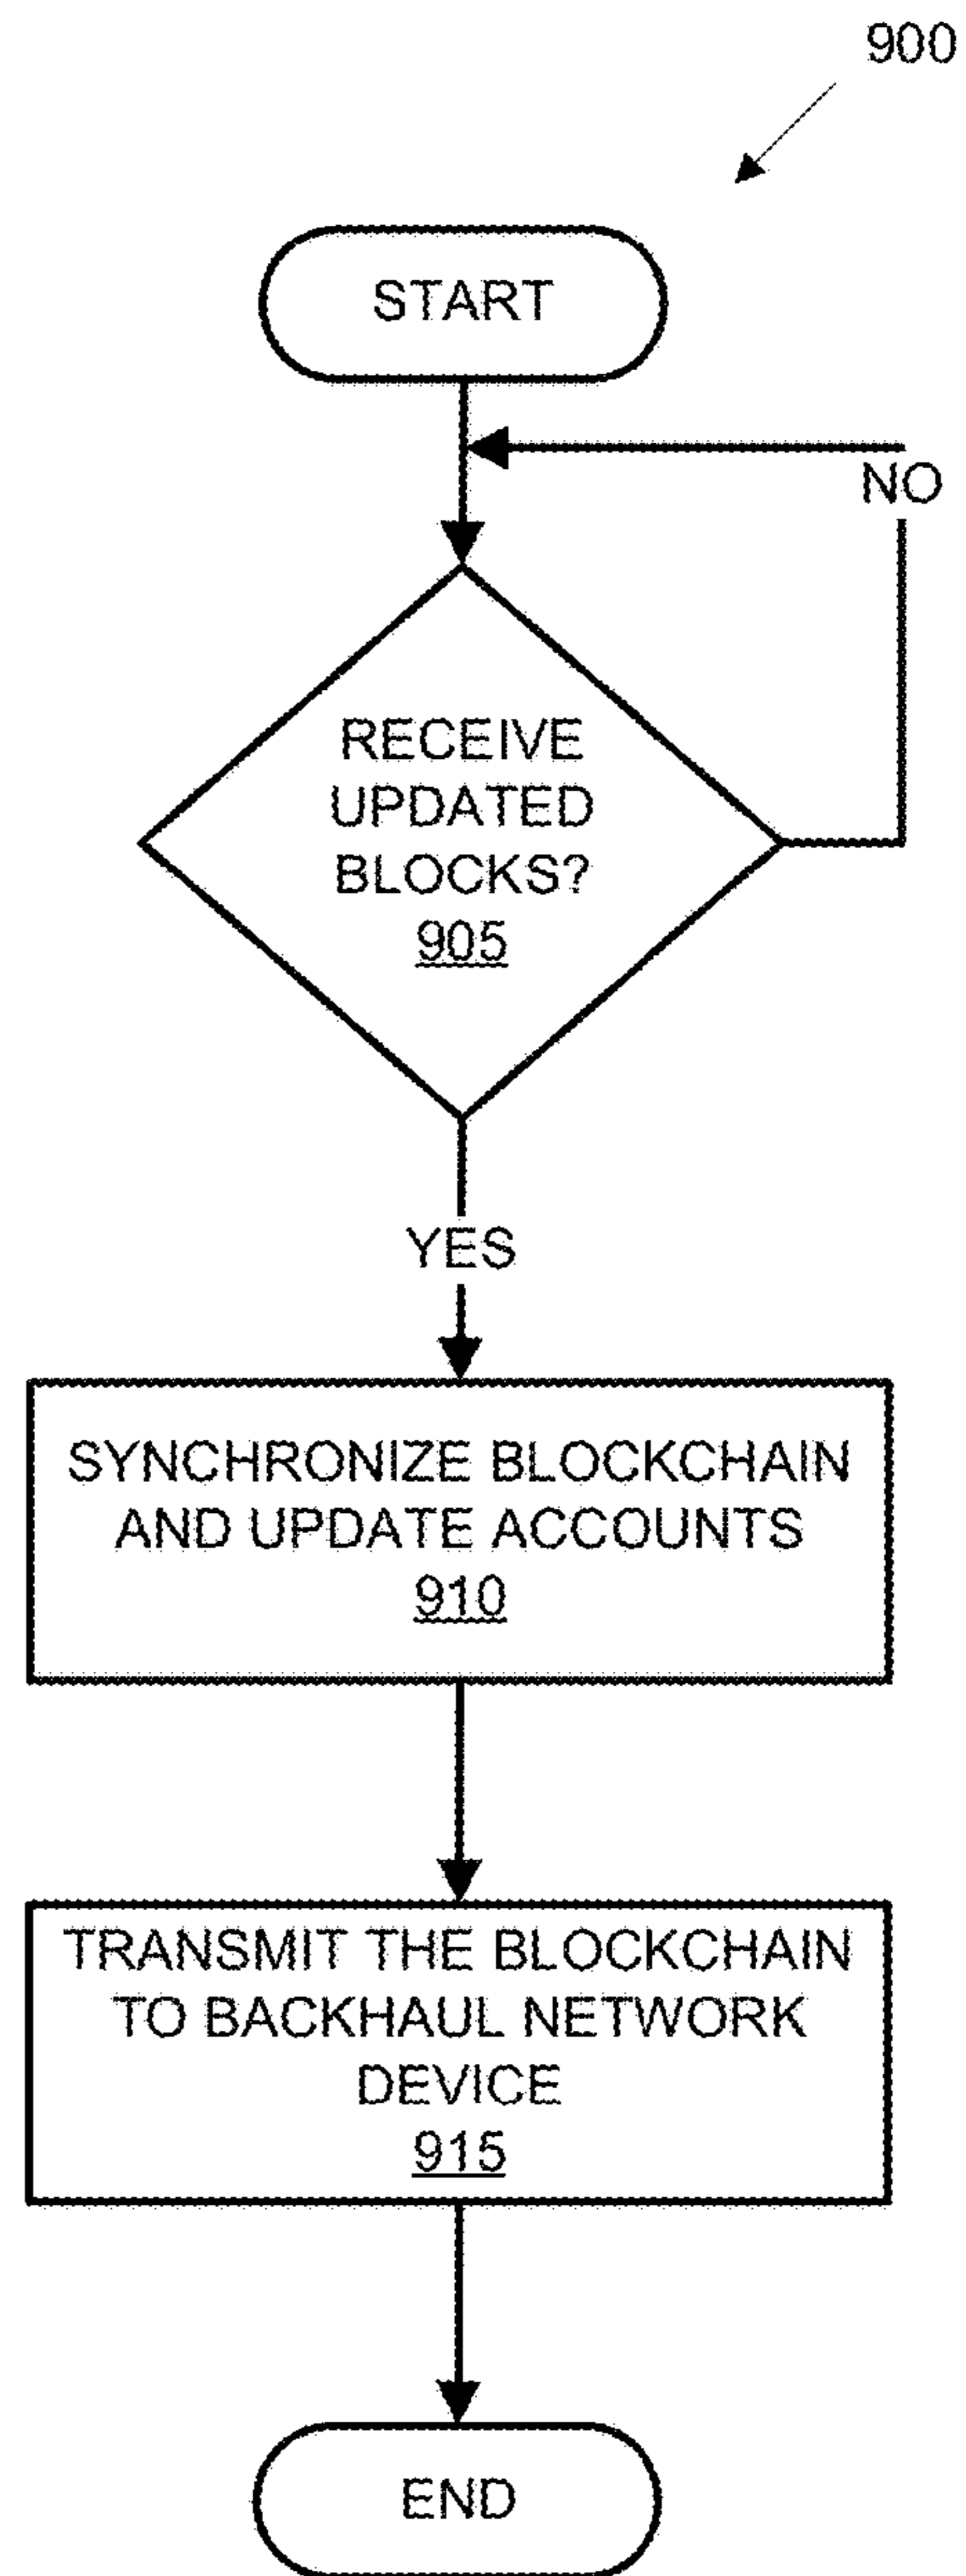 900
START
NO
RECEIVE
UPDATED
BLOCKS?
905
YES
SYNCHRONIZE BLOCKCHAIN
AND UPDATE ACCOUNTS
910
TRANSMIT THE BLOCKCHAIN
TO BACKHAUL NETWORK
DEVICE
915
END